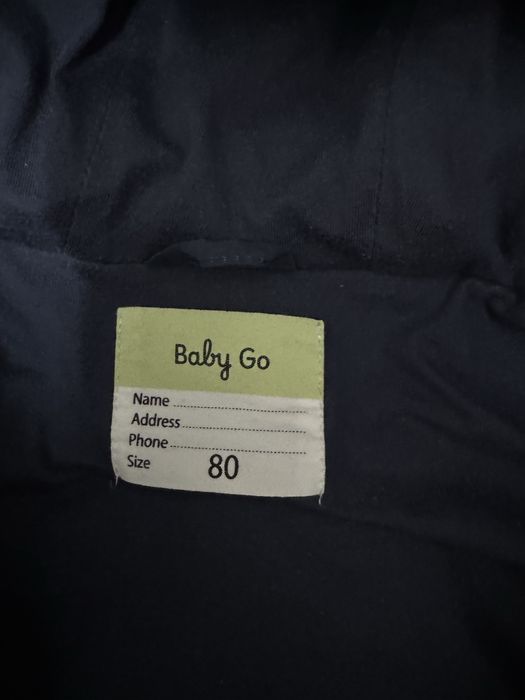 Baby Go
Name
Address
Phone
Size 80